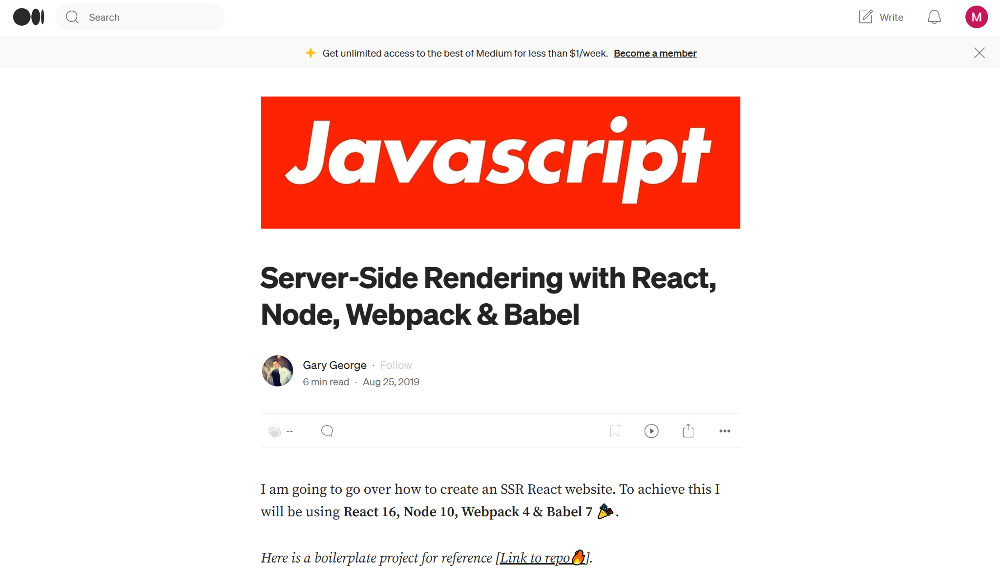 Search
Write
M
Get unlimited access to the best of Medium for less than $1/week. Become a member
Javascript
Server-Side Rendering with React,
Node, Webpack & Babel
Gary George · Follow
6 min read · Aug 25, 2019
--
I am going to go over how to create an SSR React website. To achieve this I
will be using React 16, Node 10, Webpack 4 & Babel 7 🎉.
Here is a boilerplate project for reference [Link to repo🔥].